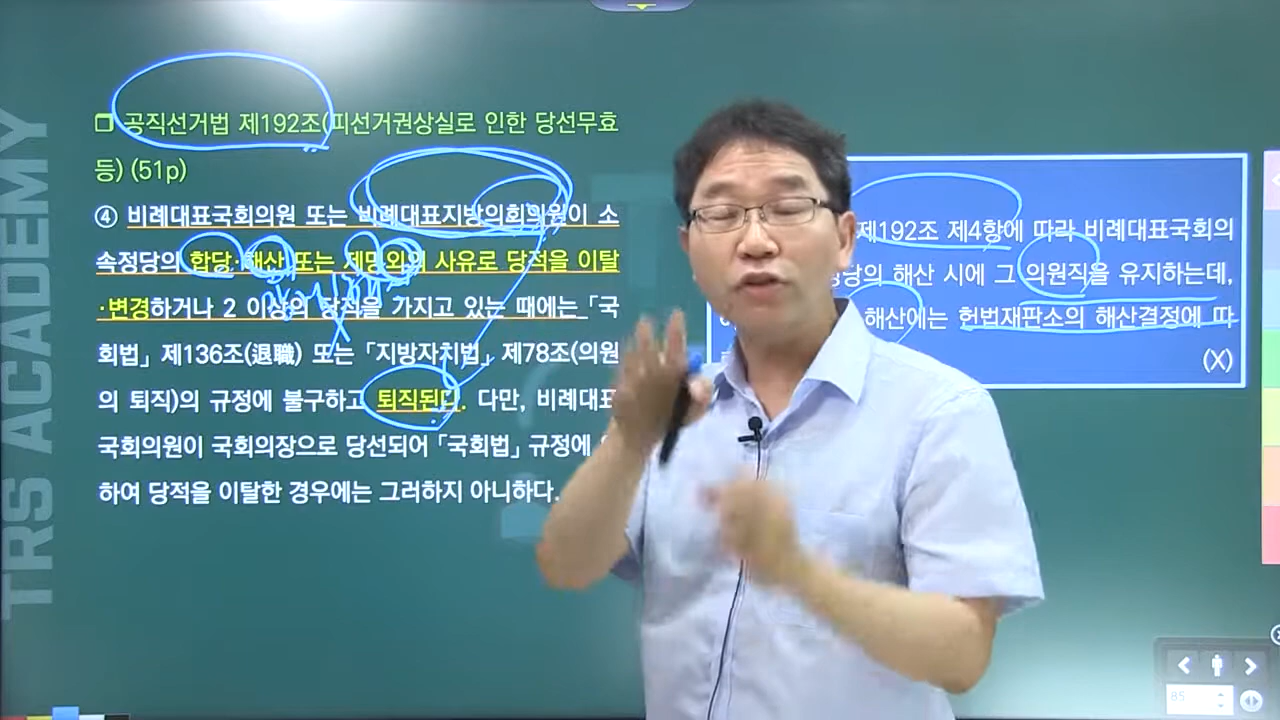 TRS ACADEMY
❒ 공직선거법 제192조(피선거권상실로 인한 당선무효
등) (51p)
④ 비례대표국회의원 또는 비례대표지방의회의원이 소
속정당의 합당·해산 또는 제명외의 사유로 당적을 이탈
·변경하거나 2 이상의 당적을 가지고 있는 때에는 「국
회법」 제136조(退職) 또는 「지방자치법」 제78조(의원
의 퇴직)의 규정에 불구하고 퇴직된다. 다만, 비례대표
국회의원이 국회의장으로 당선되어 「국회법」 규정에
하여 당적을 이탈한 경우에는 그러하지 아니하다.
제192조 제4항에 따라 비례대표국회의
해산 시에 그 의원직을 유지하는데,
해산에는 헌법재판소의 해산결정에 따
(X)
85